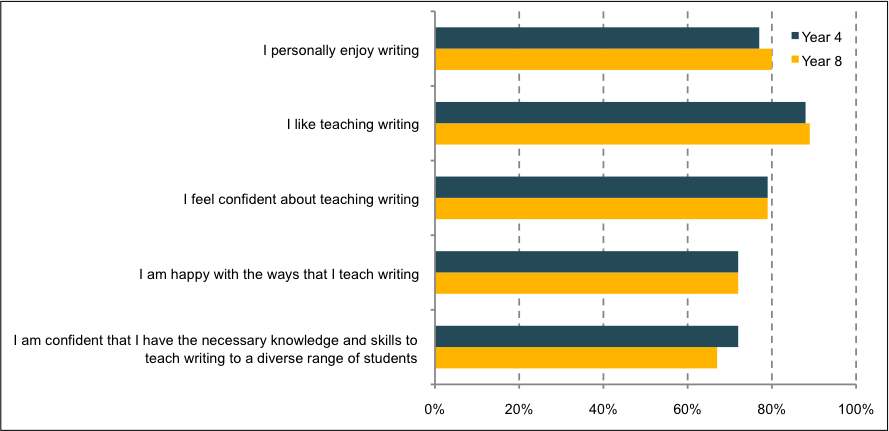 Year 4
Year 8
I personally enjoy writing
I like teaching writing
I feel confident about teaching writing
I am happy with the ways that I teach writing
I am confident that I have the necessary knowledge and skills to
teach writing to a diverse range of students
0% 20% 40% 60% 80% 100%